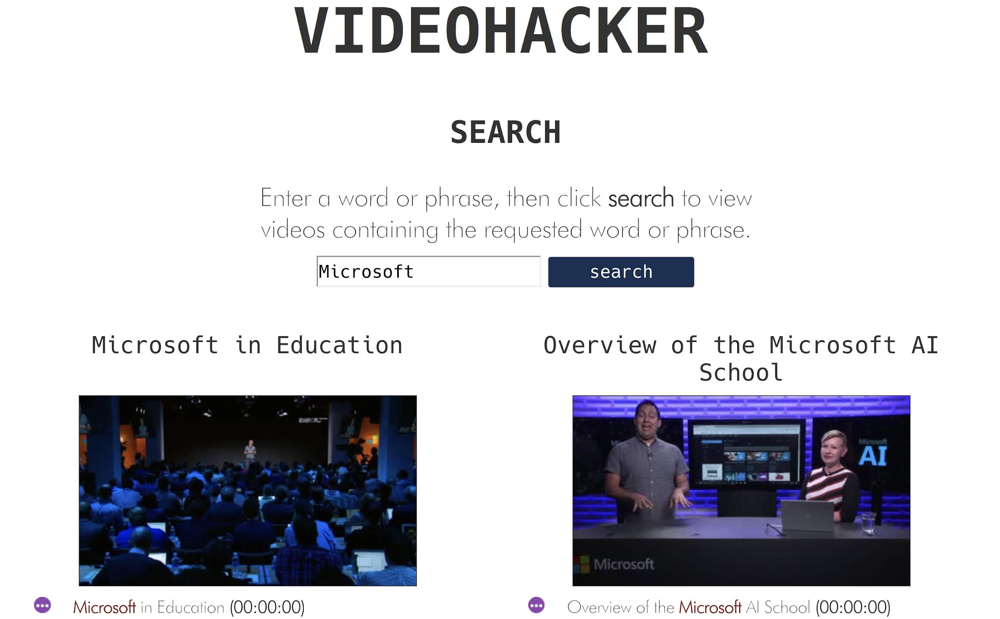 VIDEOHACKER
SEARCH
Enter a word or phrase, then click search to view
videos containing the requested word or phrase.
Microsoft search
Microsoft in Education
Overview of the Microsoft AI
School
Microsoft
AI
Microsoft
Microsoft in Education (00:00:00)
Overview of the Microsoft AI School (00:00:00)